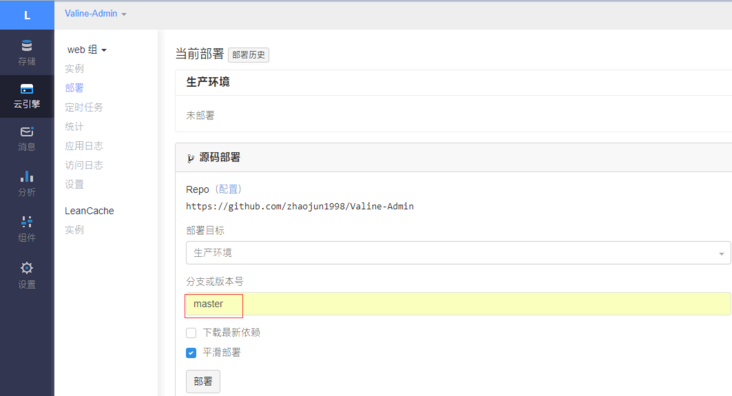 L
Valine-Admin
存储
云引擎
消息
分析
组件
设置
web 组
实例
部署
定时任务
统计
应用日志
访问日志
设置
LeanCache
实例
当前部署 部署历史
生产环境
未部署
源码部署
Repo（配置）
https://github.com/zhaojun1998/Valine-Admin
部署目标
生产环境
分支或版本号
master
下载最新依赖
平滑部署
部署